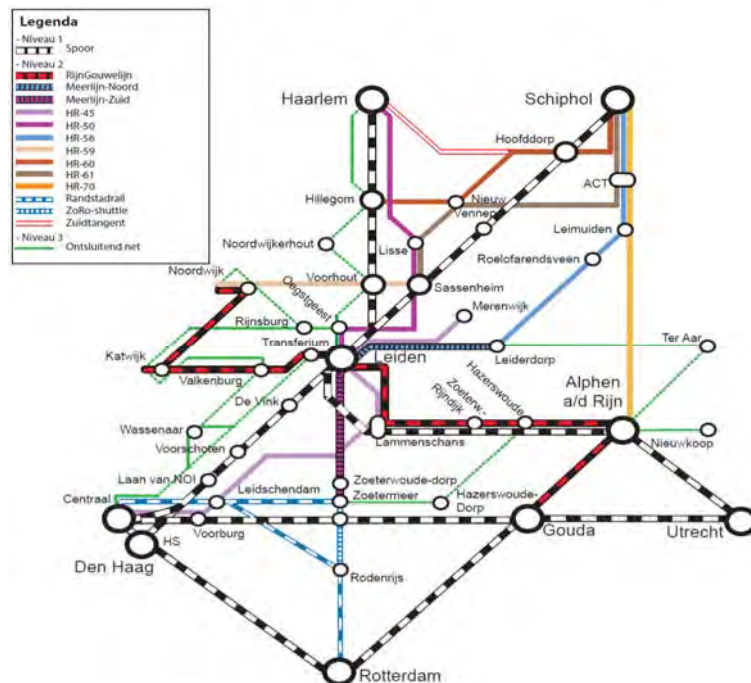 Legenda
- Niveau 1
Spoor
- Niveau 2
RijnGouwelijn
Meerlijn-Noord
Meerlijn-Zuid
HR-45
HR-50
HR-56
HR-59
HR-60
HR-61
HR-70
Randstadrail
ZoRo-shuttle
Zuidtangent
- Niveau 3
Ontsluitend net
Haarlem
Schiphol
Hoofddorp
ACT
Hillegom
Nieuw
Vennep
Noordwijkerhout
Lisse
Leimuiden
Roelofarendsveen
Noordwijk
Voorhout
Sassenheim
Oegstgeest
Merenwijk
Rijnsburg
Transferium
Leiden
Leiderdorp
Ter Aar
Katwijk
Valkenburg
Hazerswoude
Zoeterw.-
Rijndijk
Alphen
a/d Rijn
De Vink
Wassenaar
Lammenschans
Nieuwkoop
Voorschoten
Laan van NOI
Zoeterwoude-dorp
Leidschendam
Zoetermeer
Hazerswoude-
Dorp
Centraal
Voorburg
Gouda
Utrecht
HS
Den Haag
Rodenrijs
Rotterdam